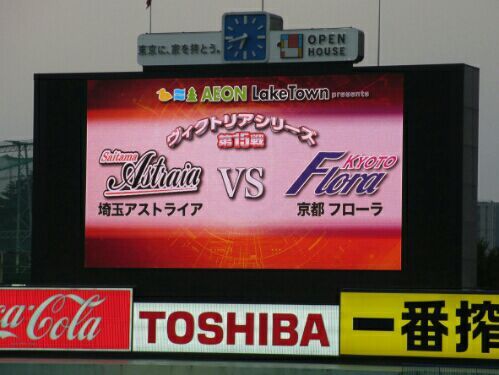 東京に、家を持とう。
OPEN HOUSE
AEON LakeTown presents
ヴィクトリアシリーズ
第15戦
Saitama Astraia VS KYOTO Flora
埼玉アストライア 京都 フローラ
Coca-Cola TOSHIBA 一番搾